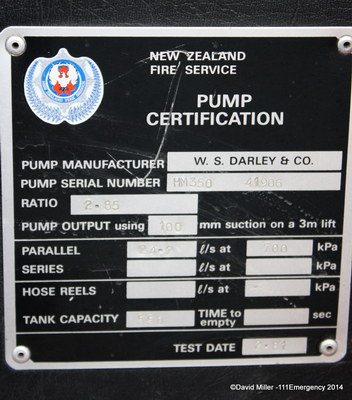 NEW ZEALAND
FIRE SERVICE
PUMP
CERTIFICATION
PUMP MANUFACTURER W. S. DARLEY & CO.
PUMP SERIAL NUMBER
RATIO 2-85
PUMP OUTPUT using 100 mm suction on a 3m lift
PARALLEL ℓ/s at 700 kPa
SERIES ℓ/s at kPa
HOSE REELS ℓ/s at kPa
TANK CAPACITY TIME to empty sec
TEST DATE
©David Miller -111Emergency 2014